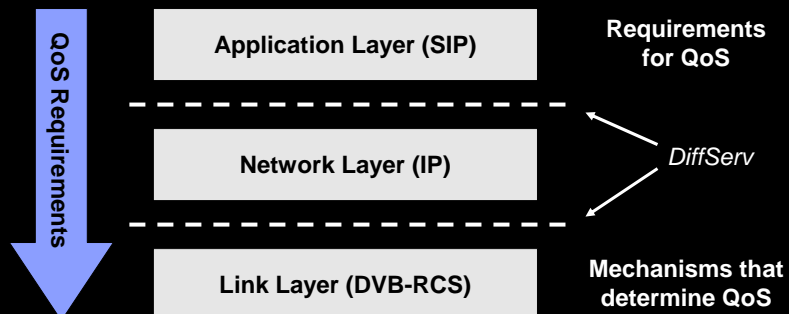 QoS Requirements
Application Layer (SIP)
Requirements
for QoS
Network Layer (IP)
DiffServ
Link Layer (DVB-RCS)
Mechanisms that
determine QoS